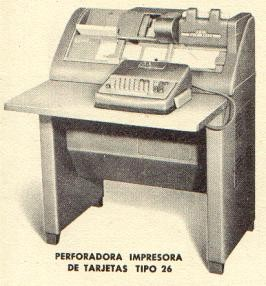 PERFORADORA IMPRESORA
DE TARJETAS TIPO 26